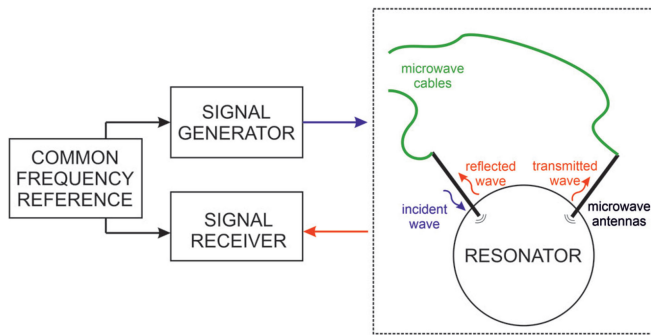 COMMON
FREQUENCY
REFERENCE
SIGNAL
GENERATOR
SIGNAL
RECEIVER
microwave
cables
reflected
wave
transmitted
wave
incident
wave
microwave
antennas
RESONATOR